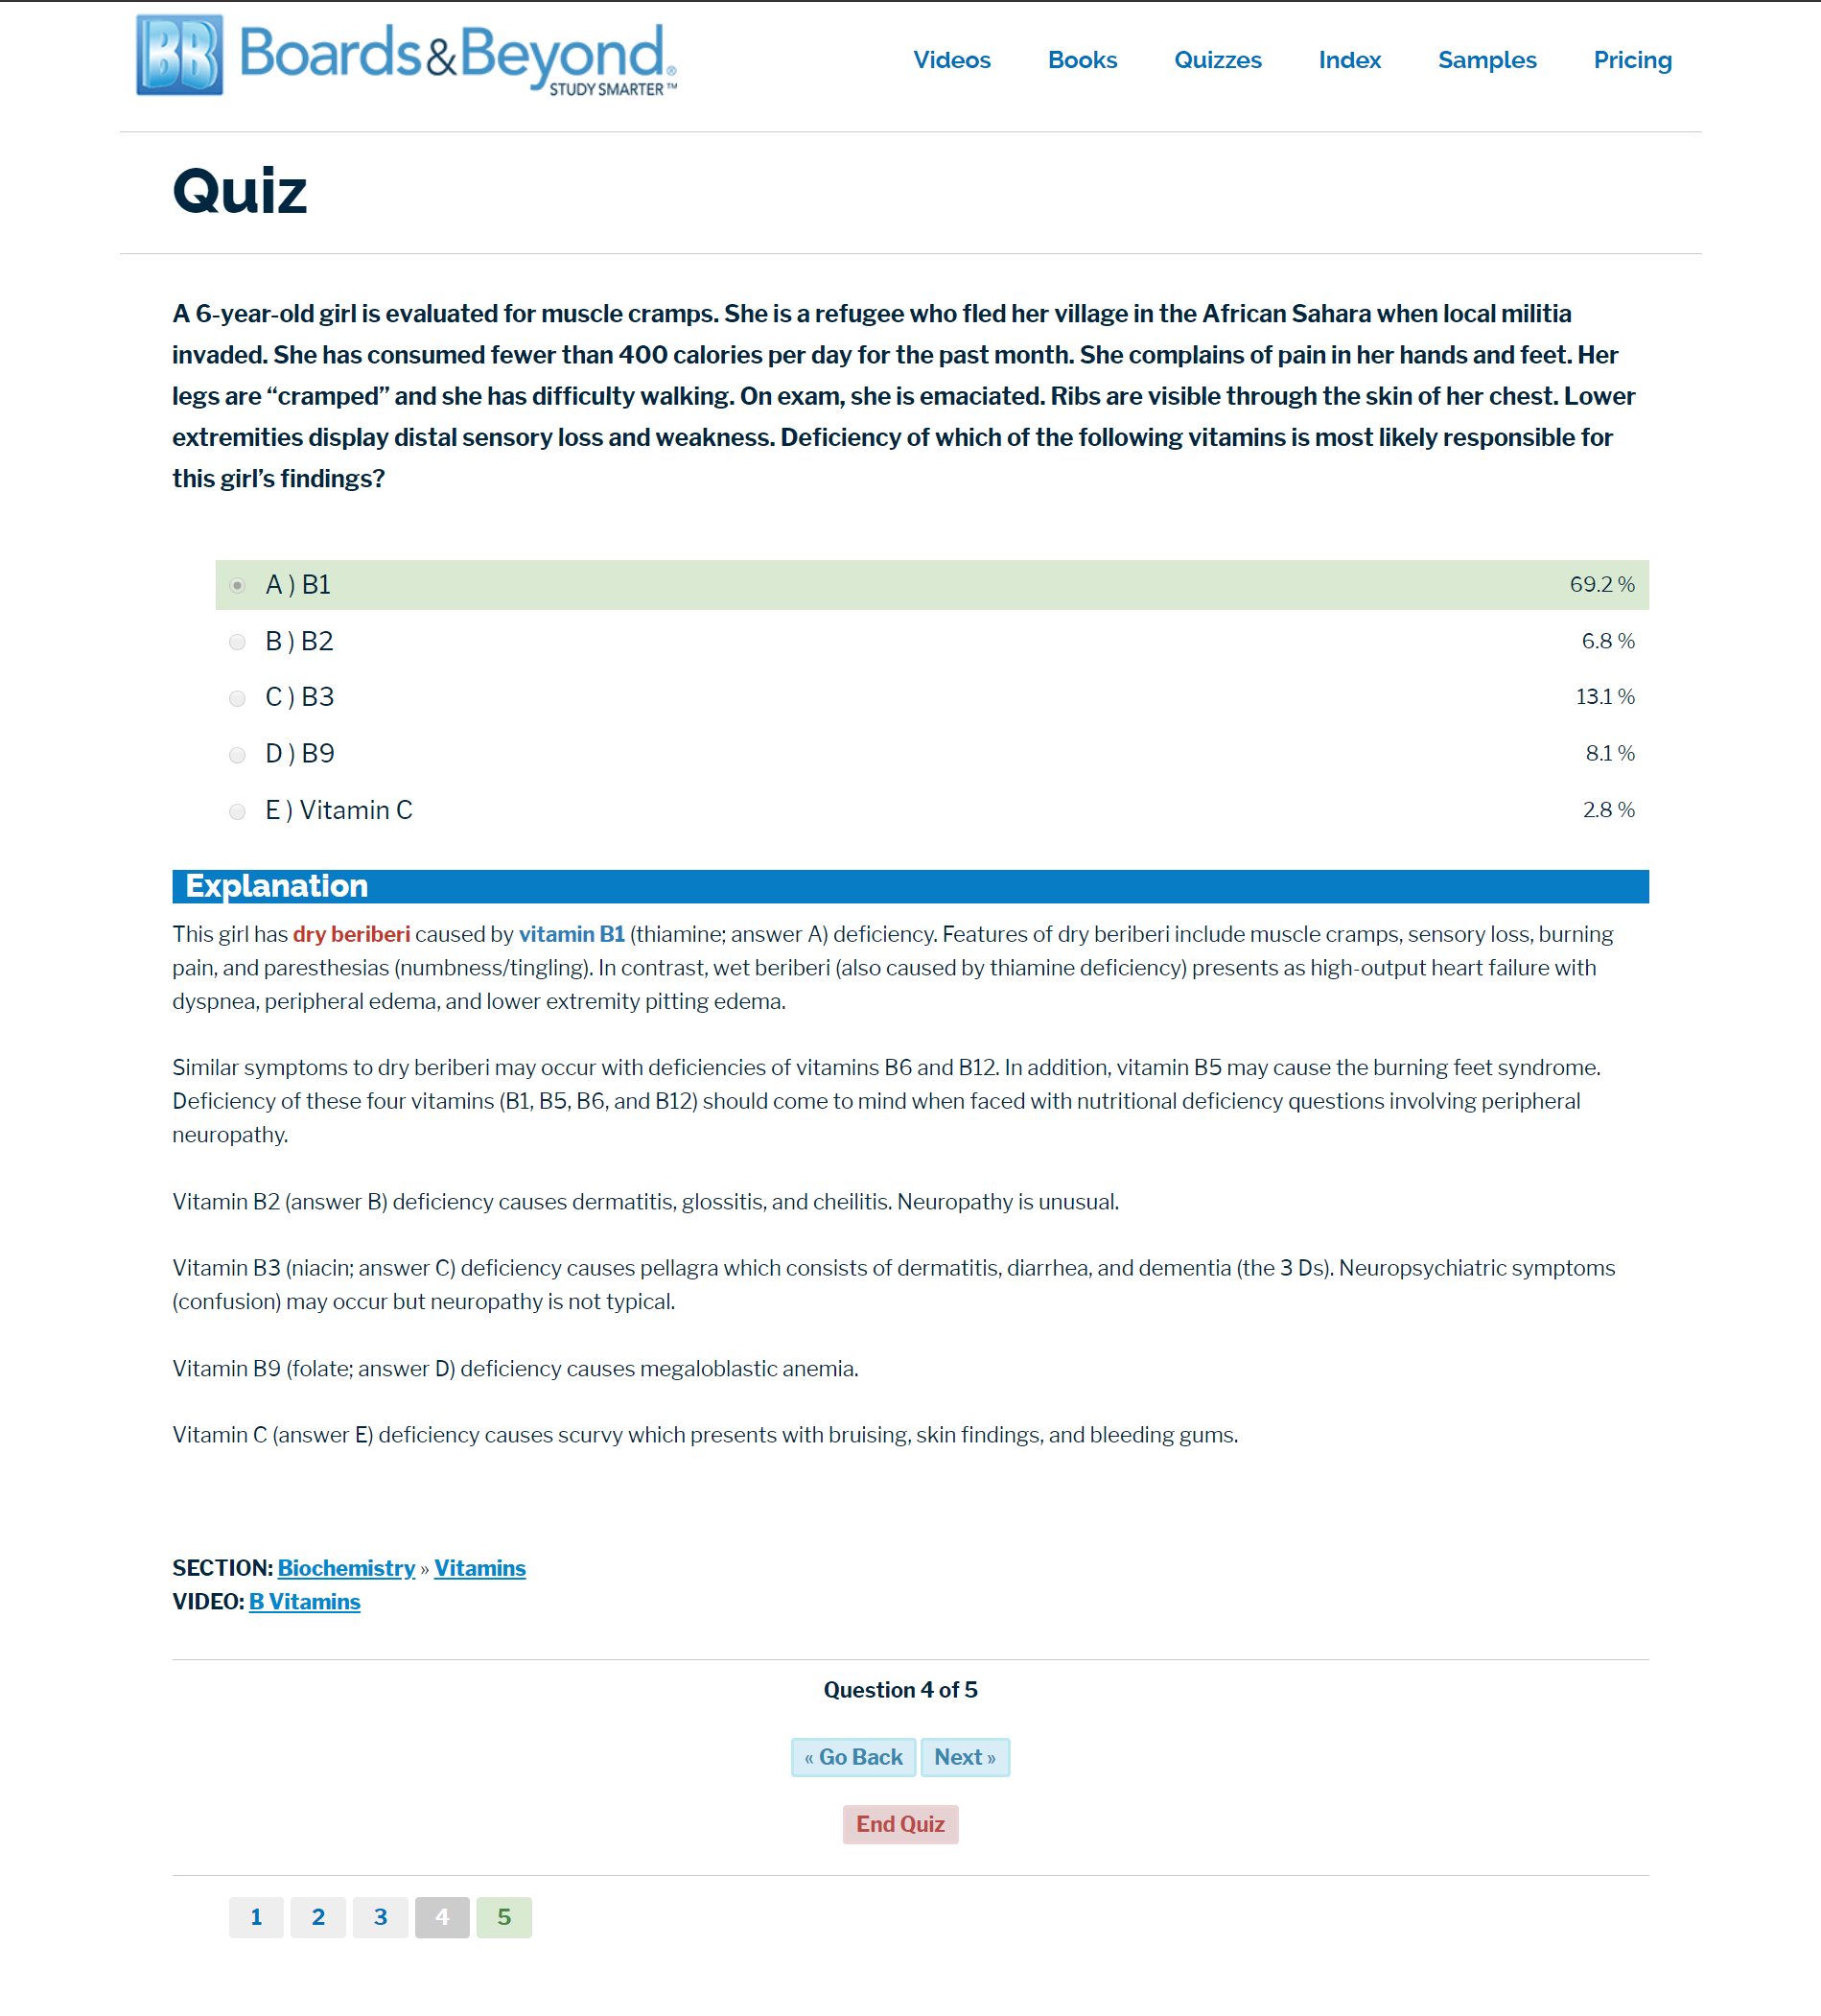 BB Boards&Beyond®
STUDY SMARTER™
Videos Books Quizzes Index Samples Pricing
Quiz
A 6-year-old girl is evaluated for muscle cramps. She is a refugee who fled her village in the African Sahara when local militia
invaded. She has consumed fewer than 400 calories per day for the past month. She complains of pain in her hands and feet. Her
legs are “cramped” and she has difficulty walking. On exam, she is emaciated. Ribs are visible through the skin of her chest. Lower
extremities display distal sensory loss and weakness. Deficiency of which of the following vitamins is most likely responsible for
this girl’s findings?
A ) B1 69.2 %
B ) B2 6.8 %
C ) B3 13.1 %
D ) B9 8.1 %
E ) Vitamin C 2.8 %
Explanation
This girl has dry beriberi caused by vitamin B1 (thiamine; answer A) deficiency. Features of dry beriberi include muscle cramps, sensory loss, burning
pain, and paresthesias (numbness/tingling). In contrast, wet beriberi (also caused by thiamine deficiency) presents as high-output heart failure with
dyspnea, peripheral edema, and lower extremity pitting edema.
Similar symptoms to dry beriberi may occur with deficiencies of vitamins B6 and B12. In addition, vitamin B5 may cause the burning feet syndrome.
Deficiency of these four vitamins (B1, B5, B6, and B12) should come to mind when faced with nutritional deficiency questions involving peripheral
neuropathy.
Vitamin B2 (answer B) deficiency causes dermatitis, glossitis, and cheilitis. Neuropathy is unusual.
Vitamin B3 (niacin; answer C) deficiency causes pellagra which consists of dermatitis, diarrhea, and dementia (the 3 Ds). Neuropsychiatric symptoms
(confusion) may occur but neuropathy is not typical.
Vitamin B9 (folate; answer D) deficiency causes megaloblastic anemia.
Vitamin C (answer E) deficiency causes scurvy which presents with bruising, skin findings, and bleeding gums.
SECTION: Biochemistry » Vitamins
VIDEO: B Vitamins
Question 4 of 5
« Go Back Next »
End Quiz
1 2 3 4 5